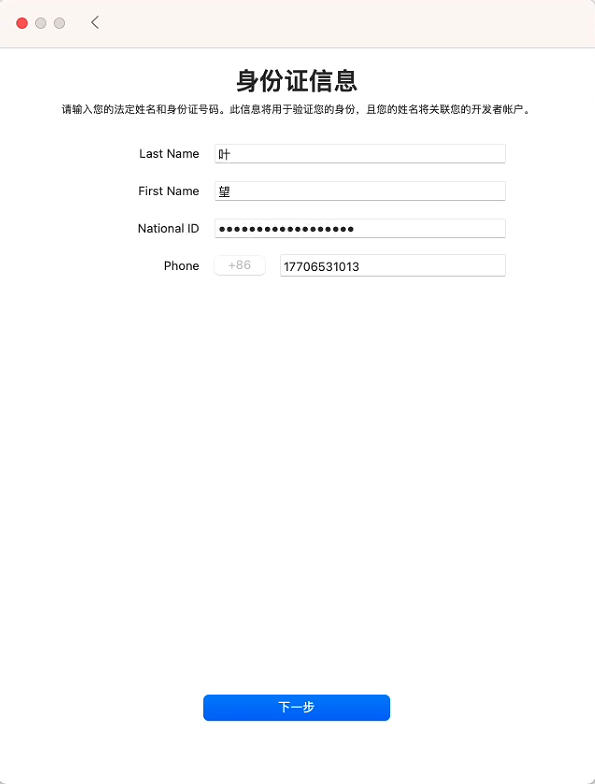 身份证信息
请输入您的法定姓名和身份证号码。此信息将用于验证您的身份，且您的姓名将关联您的开发者帐户。
Last Name 叶
First Name 望
National ID ●●●●●●●●●●●●●●●●●●
Phone +86 17706531013
下一步